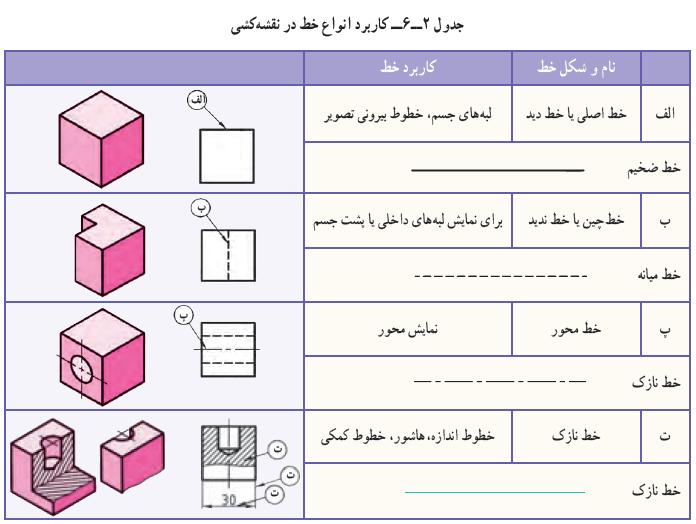 جدول ۲ــ۶ــ کاربرد انواع خط در نقشه‌کشی
نام و شکل خط
کاربرد خط
الف
خط اصلی یا خط دید
لبه‌های جسم، خطوط بیرونی تصویر
الف
خط ضخیم
ب
خط‌چین یا خط ندید
برای نمایش لبه‌های داخلی یا پشت جسم
ب
خط میانه
پ
خط محور
نمایش محور
پ
خط نازک
ت
خط نازک
خطوط اندازه، هاشور، خطوط کمکی
ت
ت
ت
30
خط نازک